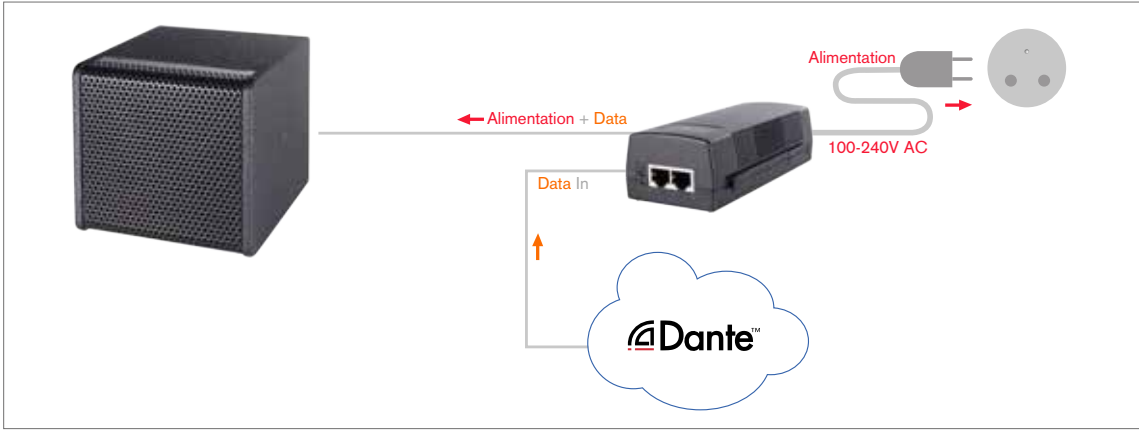 Alimentation
Alimentation + Data
100-240V AC
Data In
Dante™